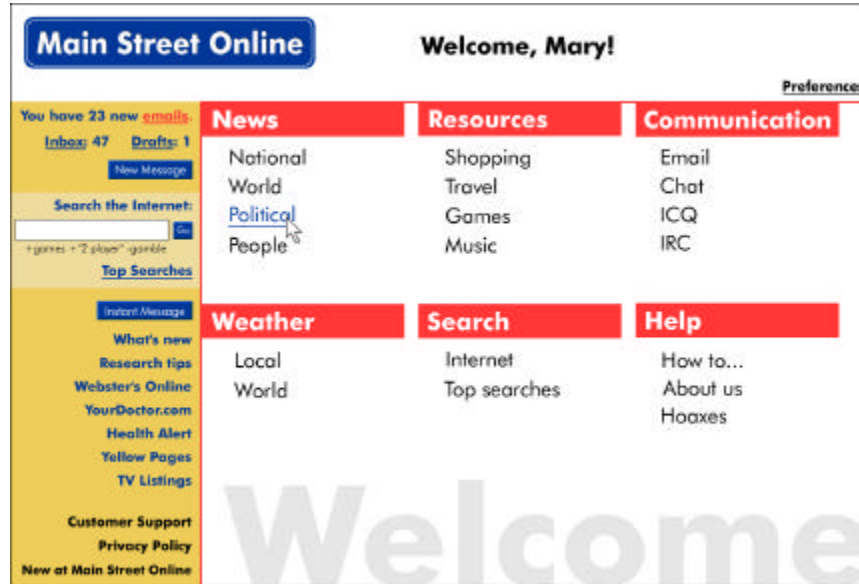 Main Street Online
Welcome, Mary!
Preferences
You have 23 new emails.
Inbox: 47 Drafts: 1
New Message
Search the Internet:
Go
+games +"2 player" -gamble
Top Searches
Instant Message
What's new
Research tips
Webster's Online
YourDoctor.com
Health Alert
Yellow Pages
TV Listings
Customer Support
Privacy Policy
New at Main Street Online
News
National
World
Political
People
Resources
Shopping
Travel
Games
Music
Communication
Email
Chat
ICQ
IRC
Weather
Local
World
Search
Internet
Top searches
Help
How to...
About us
Hoaxes
Welcome